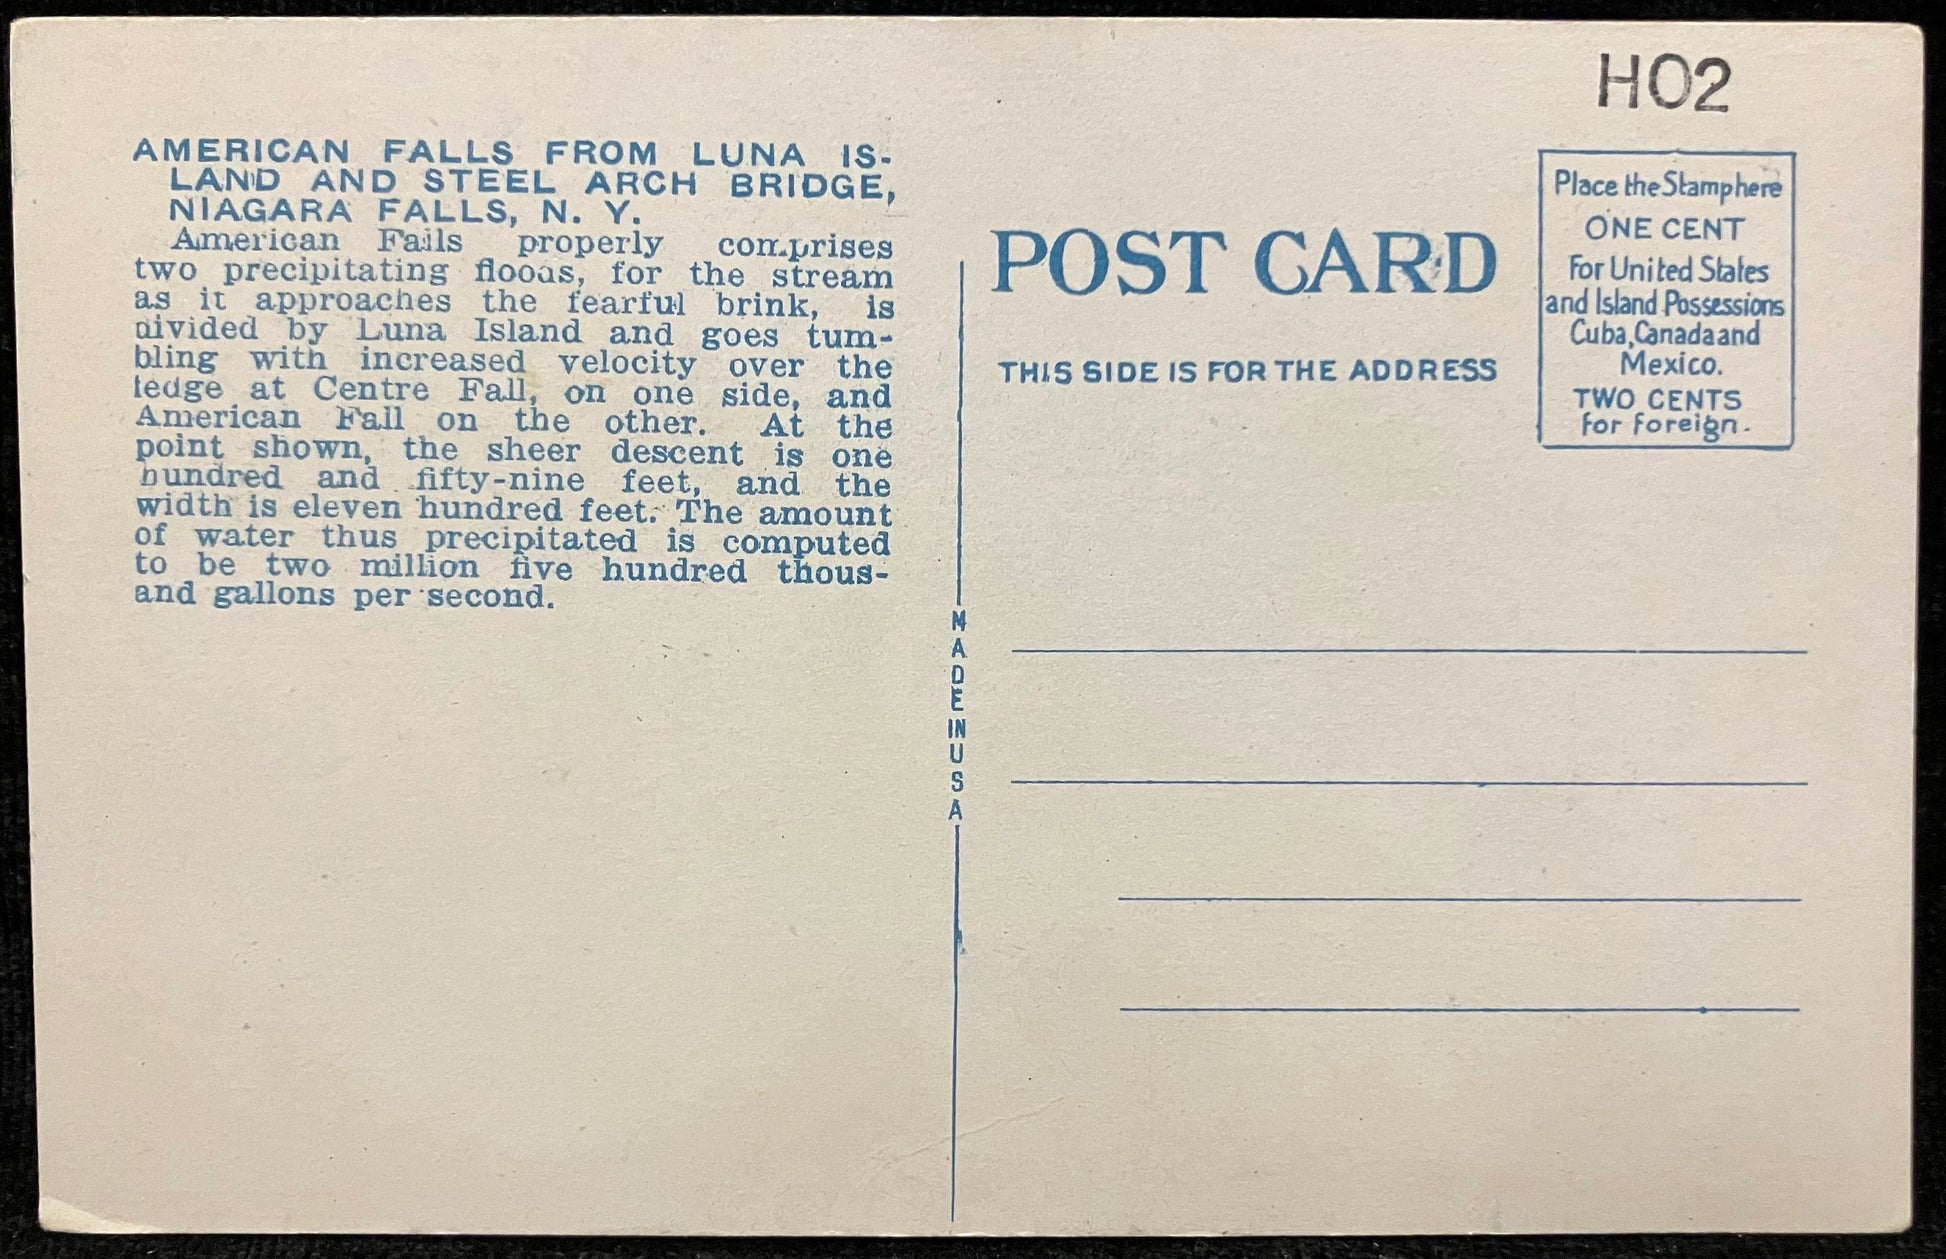 HO2
AMERICAN FALLS FROM LUNA IS-
LAND AND STEEL ARCH BRIDGE,
NIAGARA FALLS, N. Y.
American Falls properly comprises
two precipitating floods, for the stream
as it approaches the fearful brink, is
divided by Luna Island and goes tum-
bling with increased velocity over the
ledge at Centre Fall, on one side, and
American Fall on the other. At the
point shown, the sheer descent is one
hundred and fifty-nine feet, and the
width is eleven hundred feet. The amount
of water thus precipitated is computed
to be two million five hundred thous-
and gallons per second.
MADE IN USA
POST CARD
THIS SIDE IS FOR THE ADDRESS
Place the Stamp here
ONE CENT
For United States
and Island Possessions
Cuba, Canada and
Mexico.
TWO CENTS
for foreign.